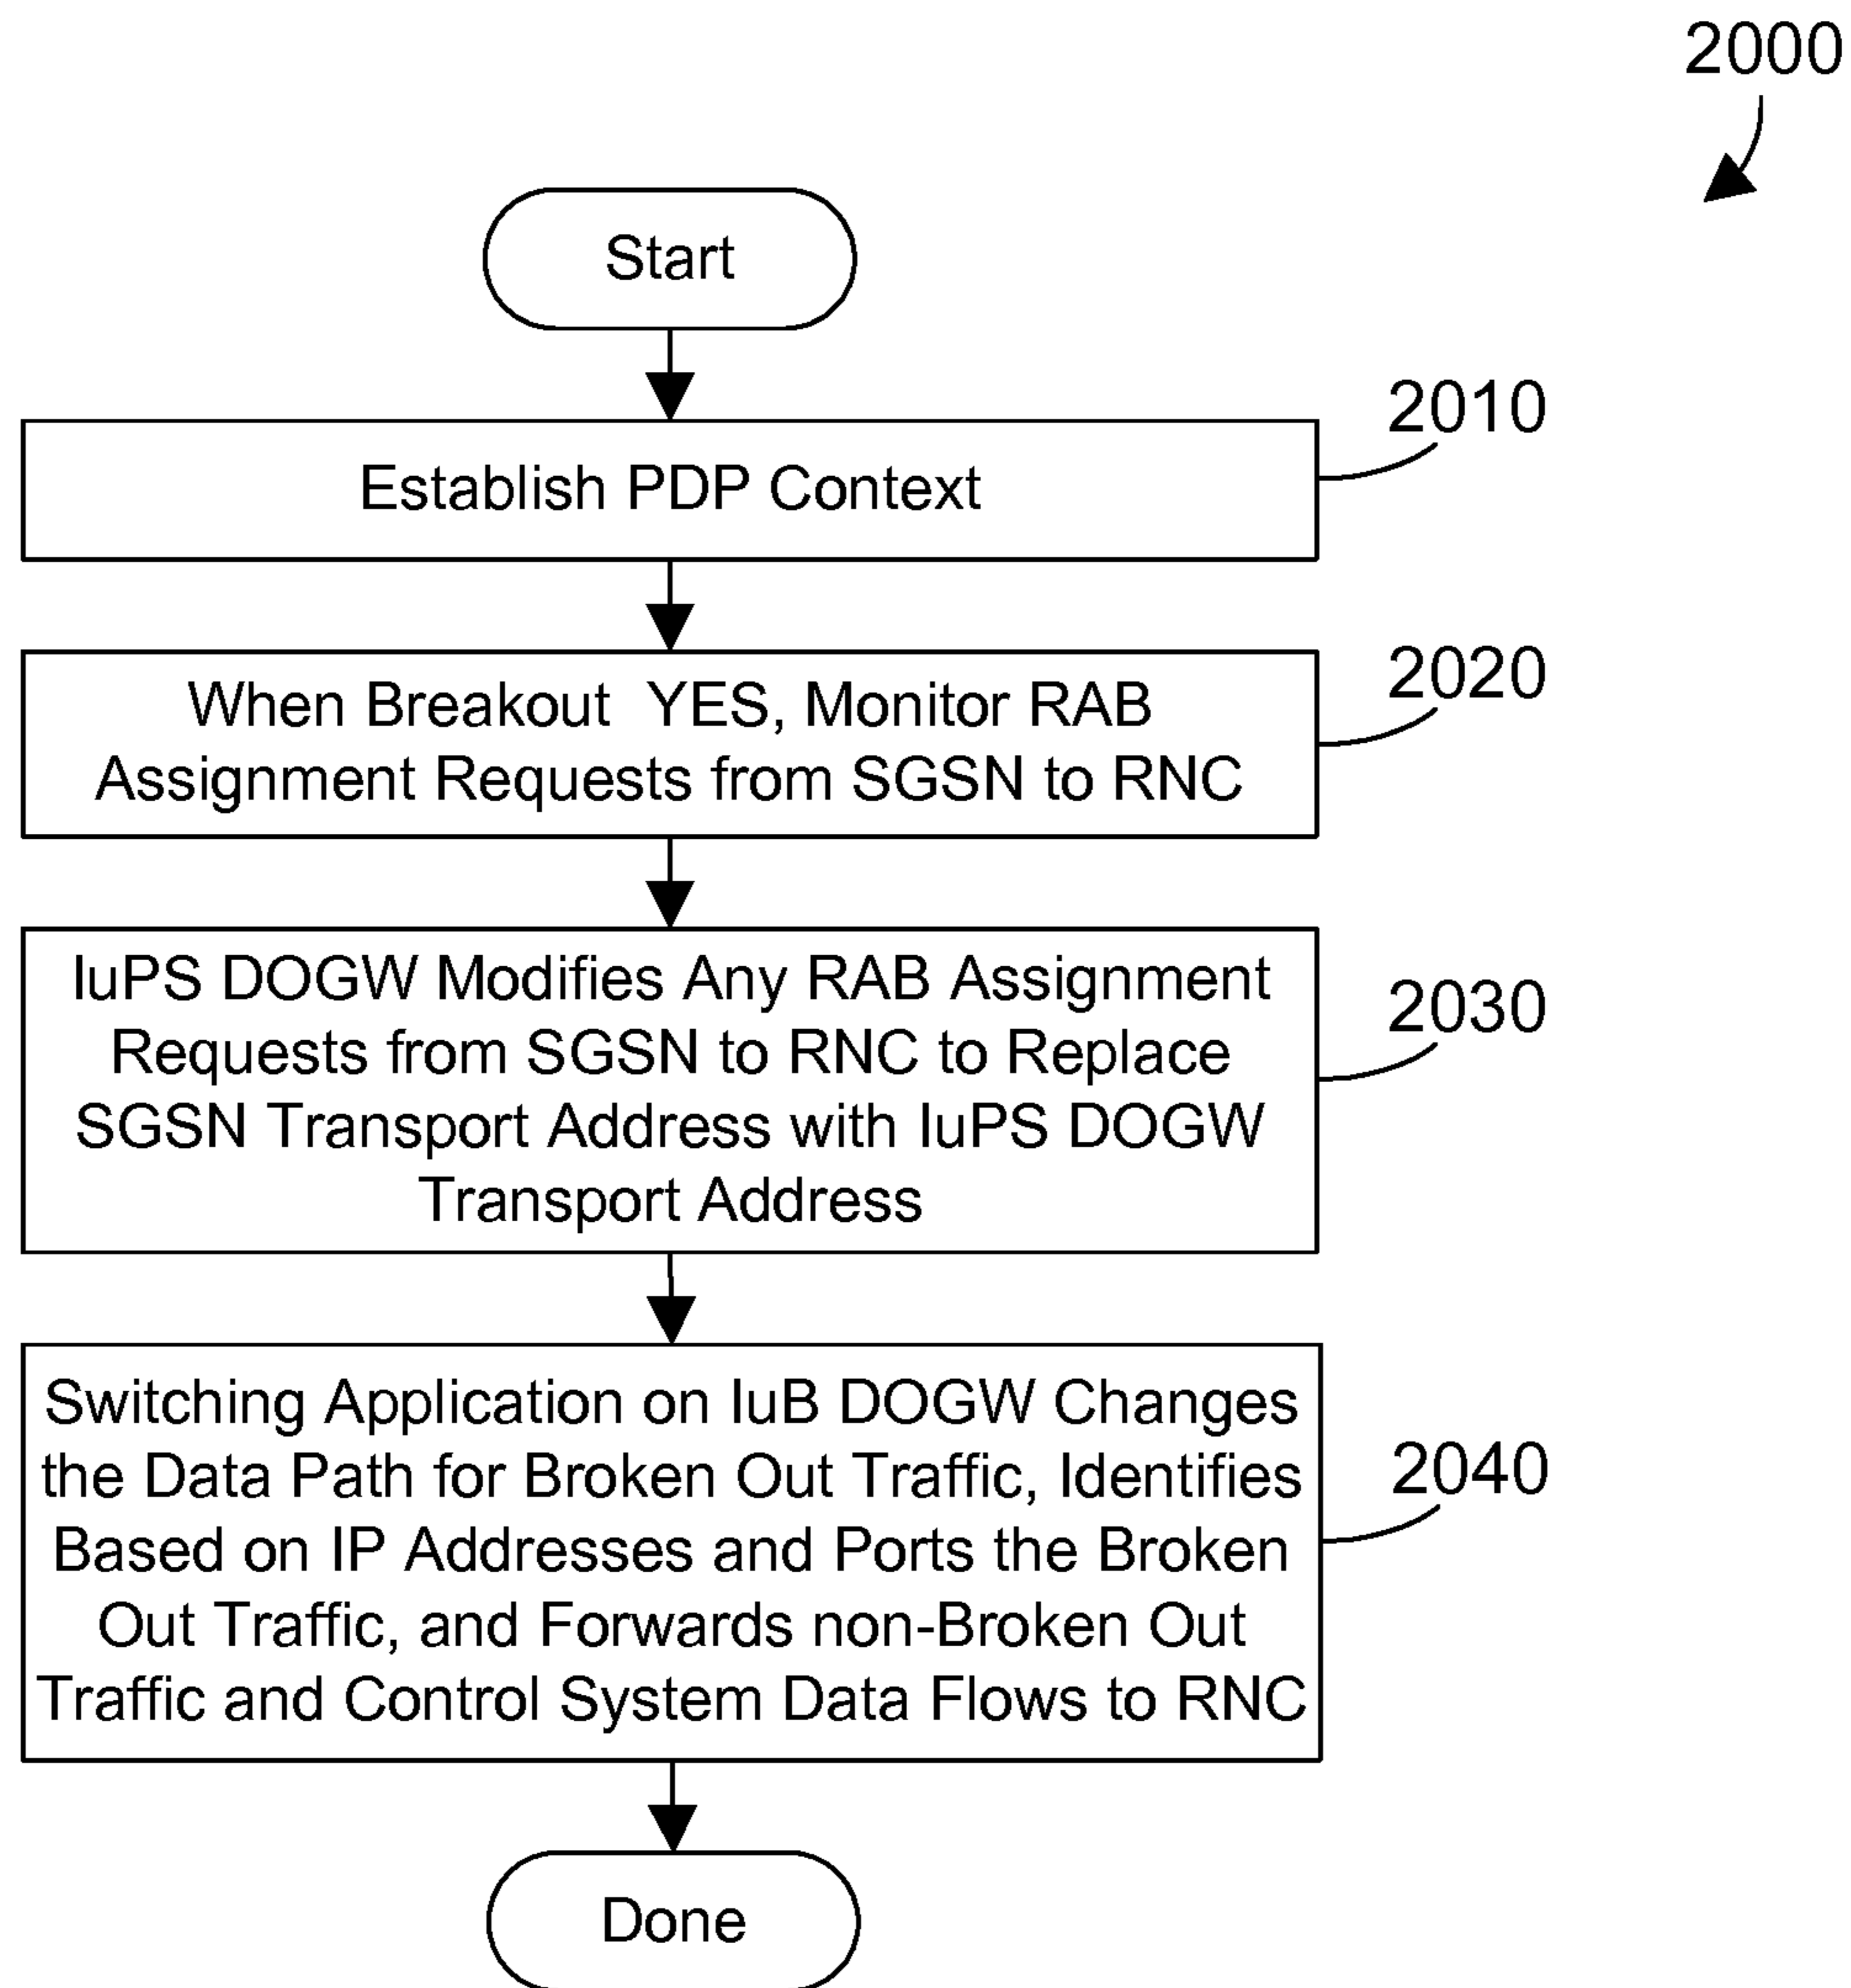 2000
Start
2010
Establish PDP Context
2020
When Breakout YES, Monitor RAB
Assignment Requests from SGSN to RNC
2030
IuPS DOGW Modifies Any RAB Assignment
Requests from SGSN to RNC to Replace
SGSN Transport Address with IuPS DOGW
Transport Address
2040
Switching Application on IuB DOGW Changes
the Data Path for Broken Out Traffic, Identifies
Based on IP Addresses and Ports the Broken
Out Traffic, and Forwards non-Broken Out
Traffic and Control System Data Flows to RNC
Done